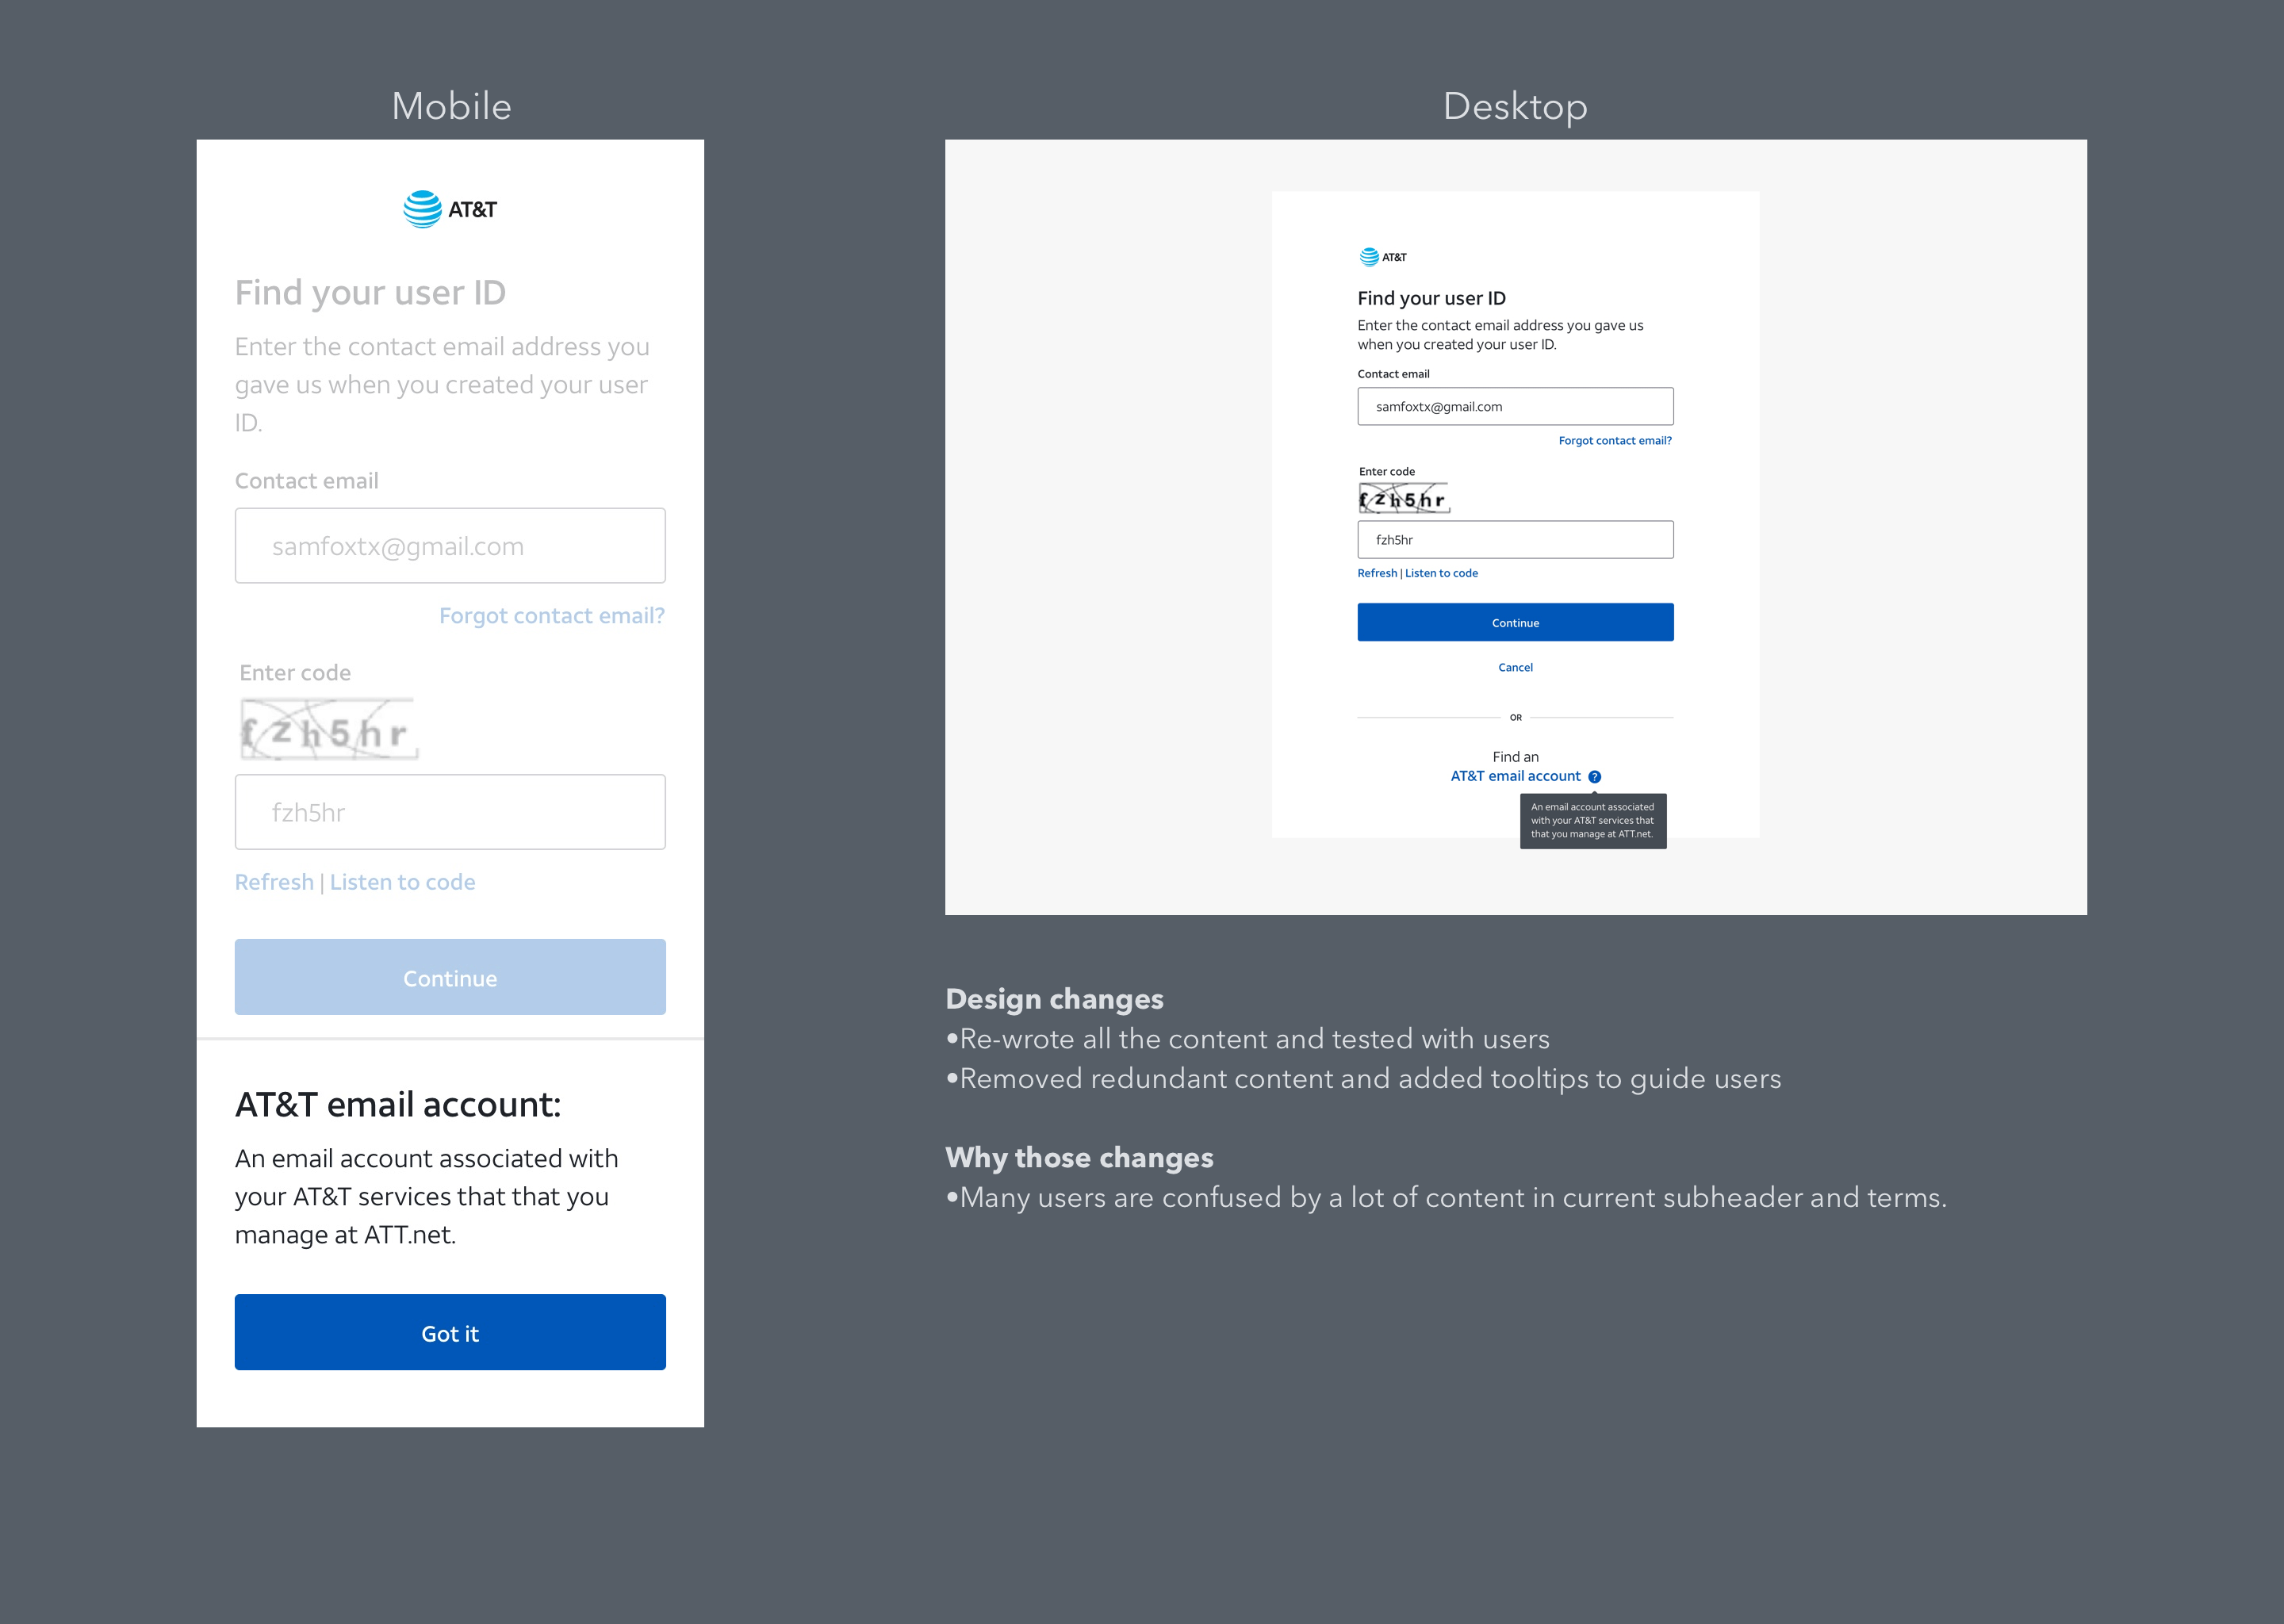 Mobile
AT&T
Find your user ID
Enter the contact email address you
gave us when you created your user
ID.
Contact email
samfoxtx@gmail.com
Forgot contact email?
Enter code
fzh5hr
fzh5hr
Refresh | Listen to code
Continue
AT&T email account:
An email account associated with
your AT&T services that that you
manage at ATT.net.
Got it
Desktop
AT&T
Find your user ID
Enter the contact email address you gave us
when you created your user ID.
Contact email
samfoxtx@gmail.com
Forgot contact email?
Enter code
fzh5hr
fzh5hr
Refresh | Listen to code
Continue
Cancel
OR
Find an
AT&T email account ?
An email account associated
with your AT&T services that
that you manage at ATT.net.
Design changes
•Re-wrote all the content and tested with users
•Removed redundant content and added tooltips to guide users
Why those changes
•Many users are confused by a lot of content in current subheader and terms.